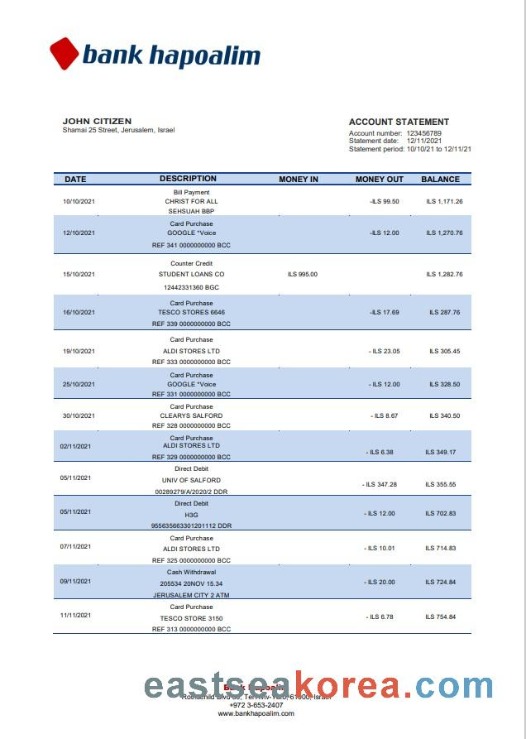 bank hapoalim
JOHN CITIZEN
Shamai 25 Street, Jerusalem, Israel
ACCOUNT STATEMENT
Account number: 123456789
Statement date: 12/11/2021
Statement period: 10/10/21 to 12/11/21
DATE DESCRIPTION MONEY IN MONEY OUT BALANCE
Bill Payment
10/10/2021 CHRIST FOR ALL -ILS 99.50 ILS 1,171.26
SEHSUAH BBP
Card Purchase
12/10/2021 GOOGLE *Voice -ILS 12.00 ILS 1,270.76
REF 341 0000000000 BCC
Counter Credit
15/10/2021 STUDENT LOANS CO ILS 995.00 ILS 1,282.76
12442331360 BGC
Card Purchase
16/10/2021 TESCO STORES 6646 -ILS 17.69 ILS 287.76
REF 339 0000000000 BCC
Card Purchase
19/10/2021 ALDI STORES LTD - ILS 23.05 ILS 305.45
REF 333 0000000000 BCC
Card Purchase
25/10/2021 GOOGLE *Voice - ILS 12.00 ILS 328.50
REF 331 0000000000 BCC
Card Purchase
30/10/2021 CLEARYS SALFORD - ILS 8.67 ILS 340.50
REF 328 0000000000 BCC
Card Purchase
02/11/2021 ALDI STORES LTD - ILS 6.38 ILS 349.17
REF 329 0000000000 BCC
Direct Debit
05/11/2021 UNIV OF SALFORD - ILS 347.28 ILS 355.55
00289279/A/2020/2 DDR
Direct Debit
05/11/2021 H3G - ILS 12.00 ILS 702.83
955635663301201112 DDR
Card Purchase
07/11/2021 ALDI STORES LTD - ILS 10.01 ILS 714.83
REF 325 0000000000 BCC
Cash Withdrawal
09/11/2021 205534 20NOV 15.34 - ILS 20.00 ILS 724.84
JERUSALEM CITY 2 ATM
Card Purchase
11/11/2021 TESCO STORE 3150 - ILS 6.78 ILS 754.84
REF 313 0000000000 BCC
eastseakorea.com
Bank Hapoalim
+972 3-653-2407
www.bankhapoalim.com